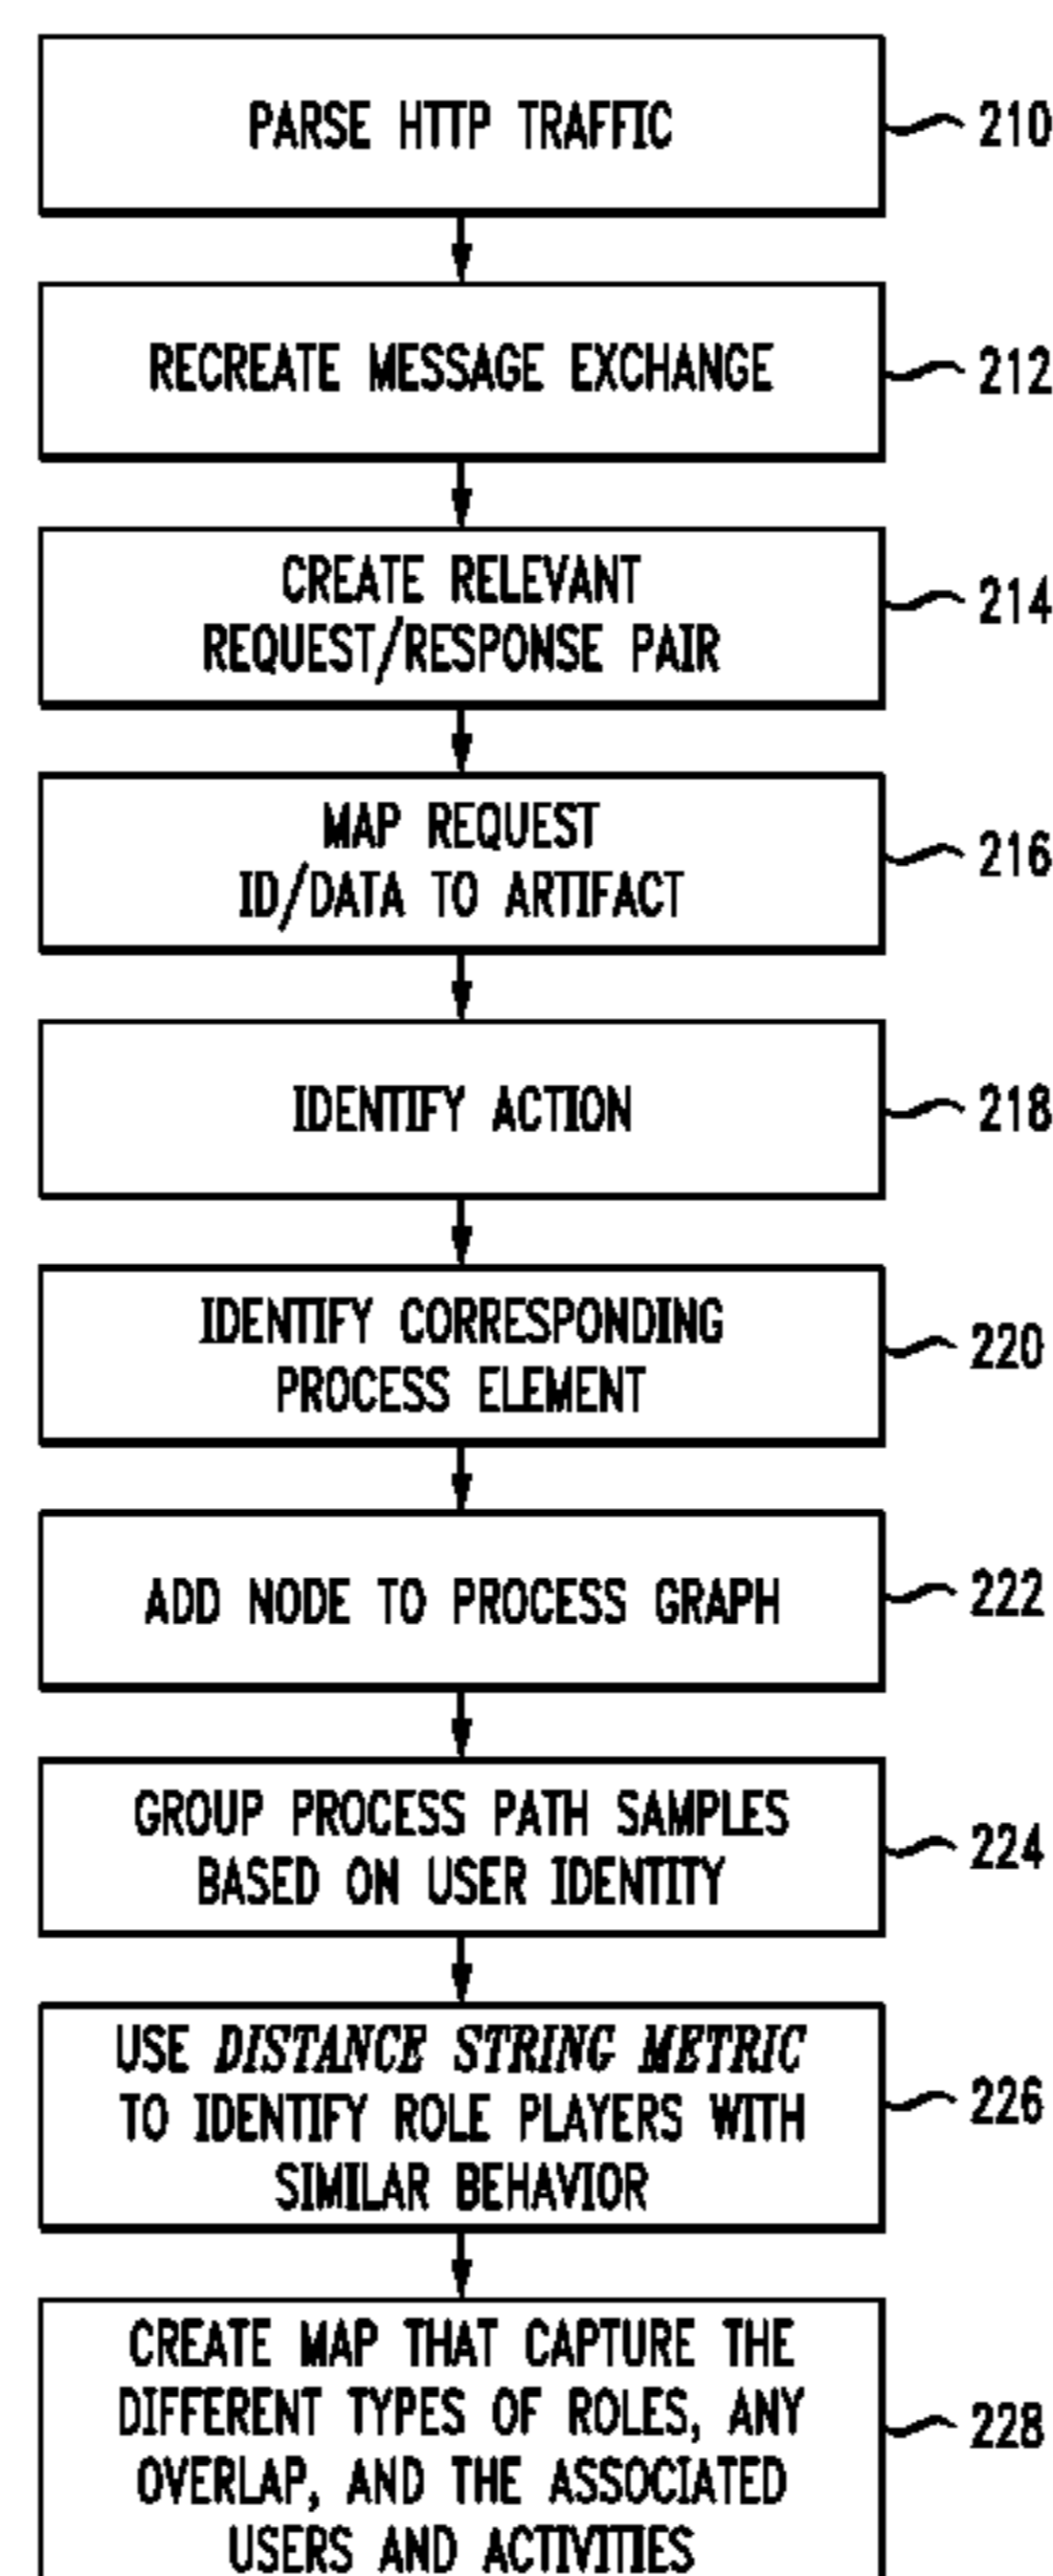 PARSE HTTP TRAFFIC
210
RECREATE MESSAGE EXCHANGE
212
CREATE RELEVANT
REQUEST/RESPONSE PAIR
214
MAP REQUEST
ID/DATA TO ARTIFACT
216
IDENTIFY ACTION
218
IDENTIFY CORRESPONDING
PROCESS ELEMENT
220
ADD NODE TO PROCESS GRAPH
222
GROUP PROCESS PATH SAMPLES
BASED ON USER IDENTITY
224
USE DISTANCE STRING METRIC
TO IDENTIFY ROLE PLAYERS WITH
SIMILAR BEHAVIOR
226
CREATE MAP THAT CAPTURE THE
DIFFERENT TYPES OF ROLES, ANY
OVERLAP, AND THE ASSOCIATED
USERS AND ACTIVITIES
228